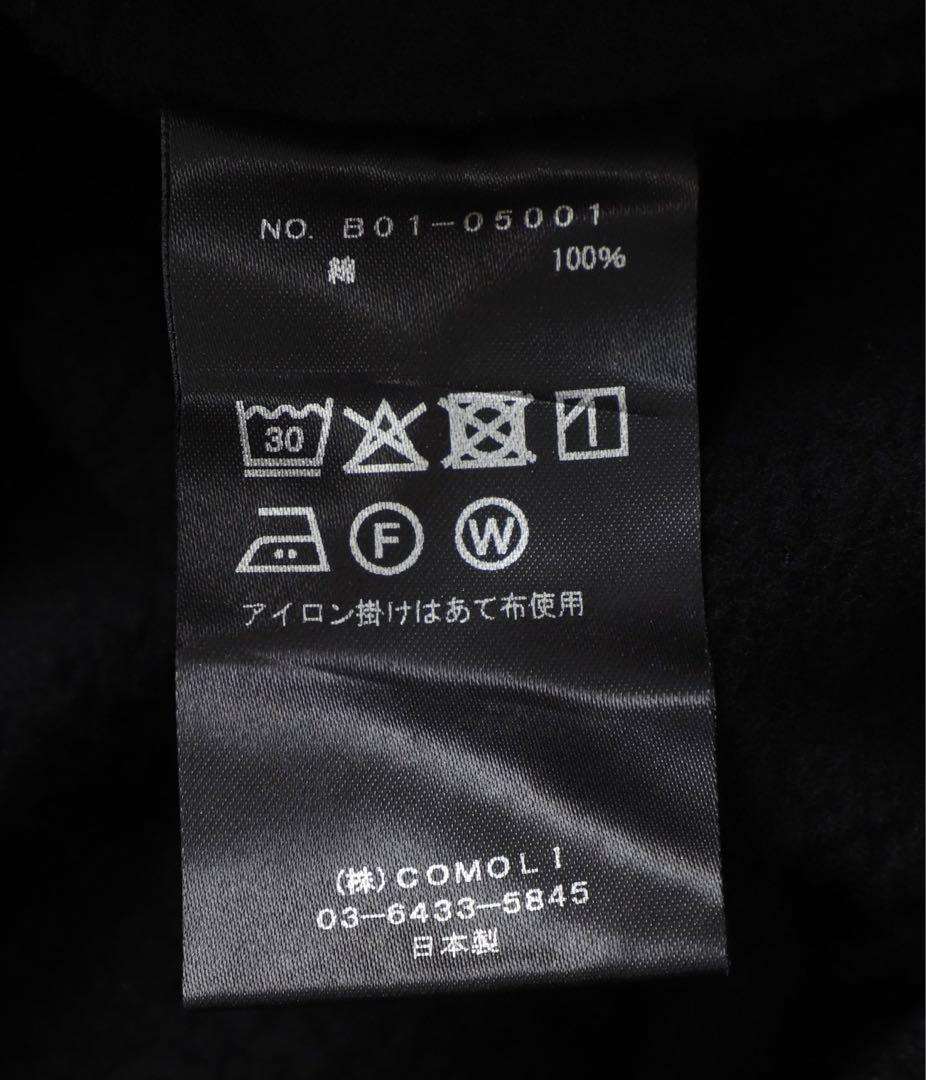 NO. B01-05001
綿 100%
30
F W
アイロン掛けはあて布使用
(株)COMOLI
03-6433-5845
日本製